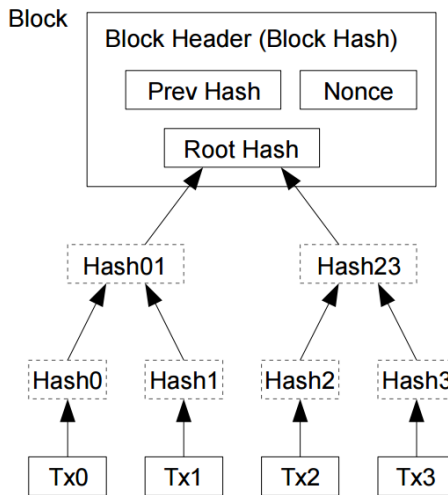 Block
Block Header (Block Hash)
Prev Hash
Nonce
Root Hash
Hash01
Hash23
Hash0
Hash1
Hash2
Hash3
Tx0
Tx1
Tx2
Tx3